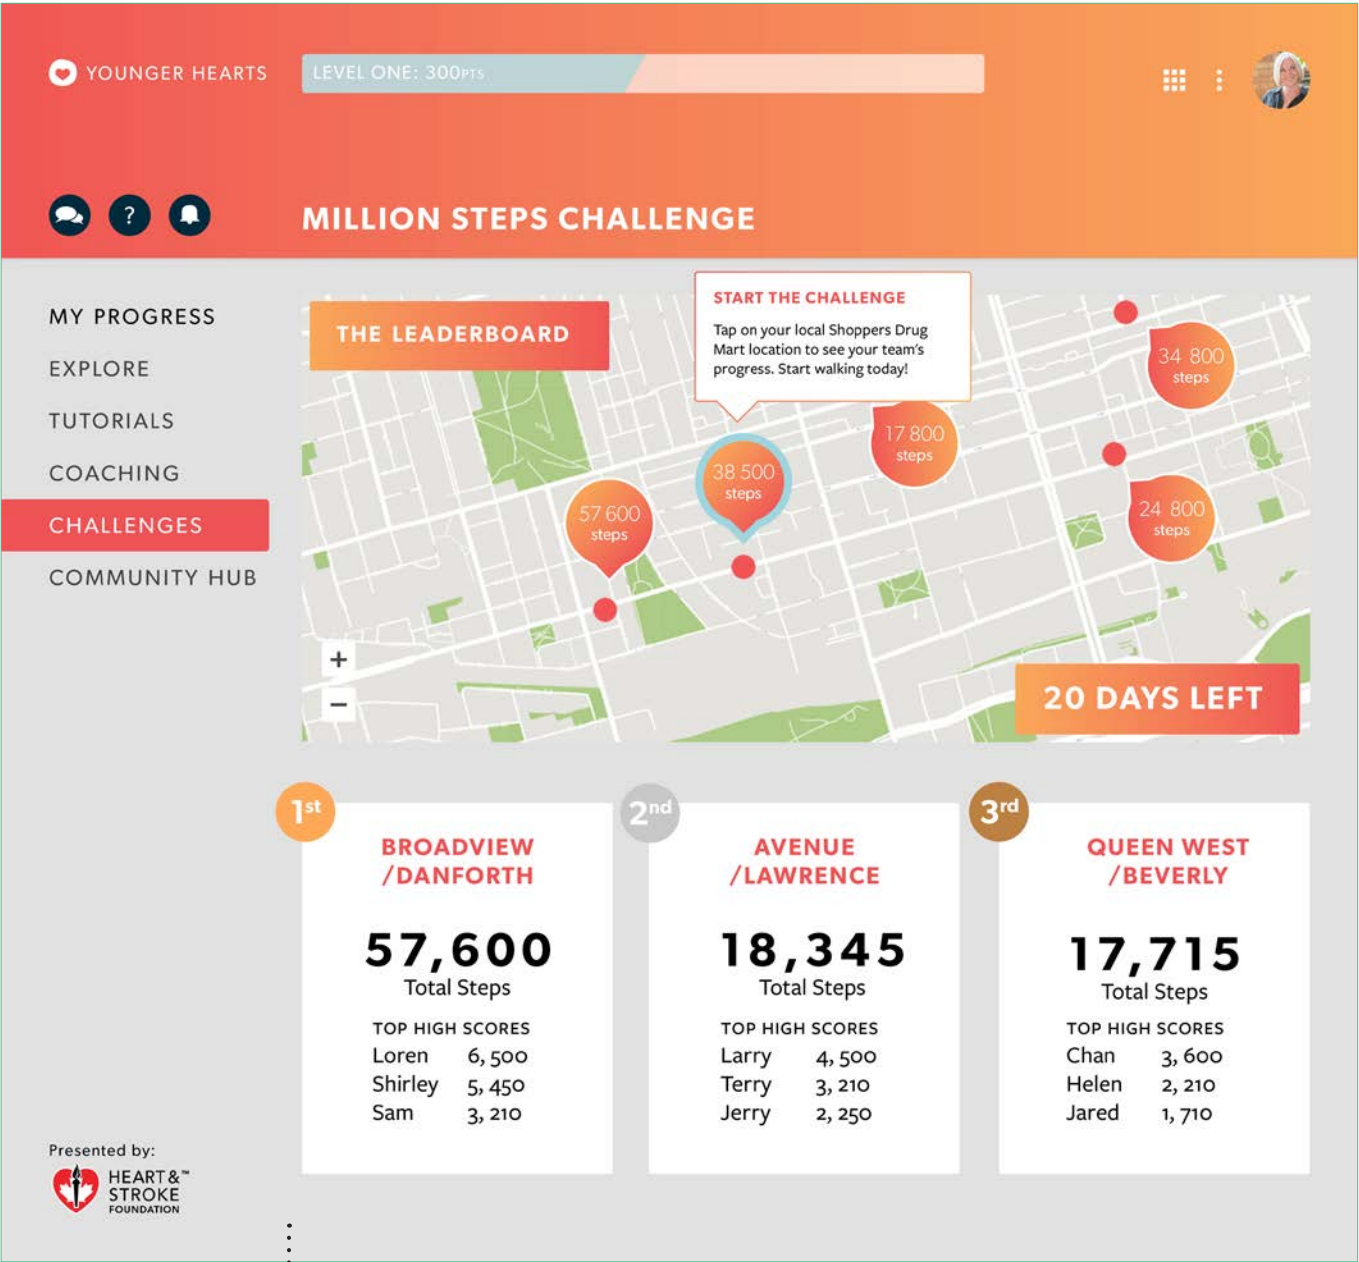 YOUNGER HEARTS
LEVEL ONE: 300PTS
?
MILLION STEPS CHALLENGE
MY PROGRESS
EXPLORE
TUTORIALS
COACHING
CHALLENGES
COMMUNITY HUB
THE LEADERBOARD
START THE CHALLENGE
Tap on your local Shoppers Drug
Mart location to see your team's
progress. Start walking today!
34 800
steps
17 800
steps
38 500
steps
57 600
steps
24 800
steps
+
–
20 DAYS LEFT
1st
BROADVIEW
/DANFORTH
57,600
Total Steps
TOP HIGH SCORES
Loren 6, 500
Shirley 5, 450
Sam 3, 210
2nd
AVENUE
/LAWRENCE
18,345
Total Steps
TOP HIGH SCORES
Larry 4, 500
Terry 3, 210
Jerry 2, 250
3rd
QUEEN WEST
/BEVERLY
17,715
Total Steps
TOP HIGH SCORES
Chan 3, 600
Helen 2, 210
Jared 1, 710
Presented by:
HEART &™
STROKE
FOUNDATION